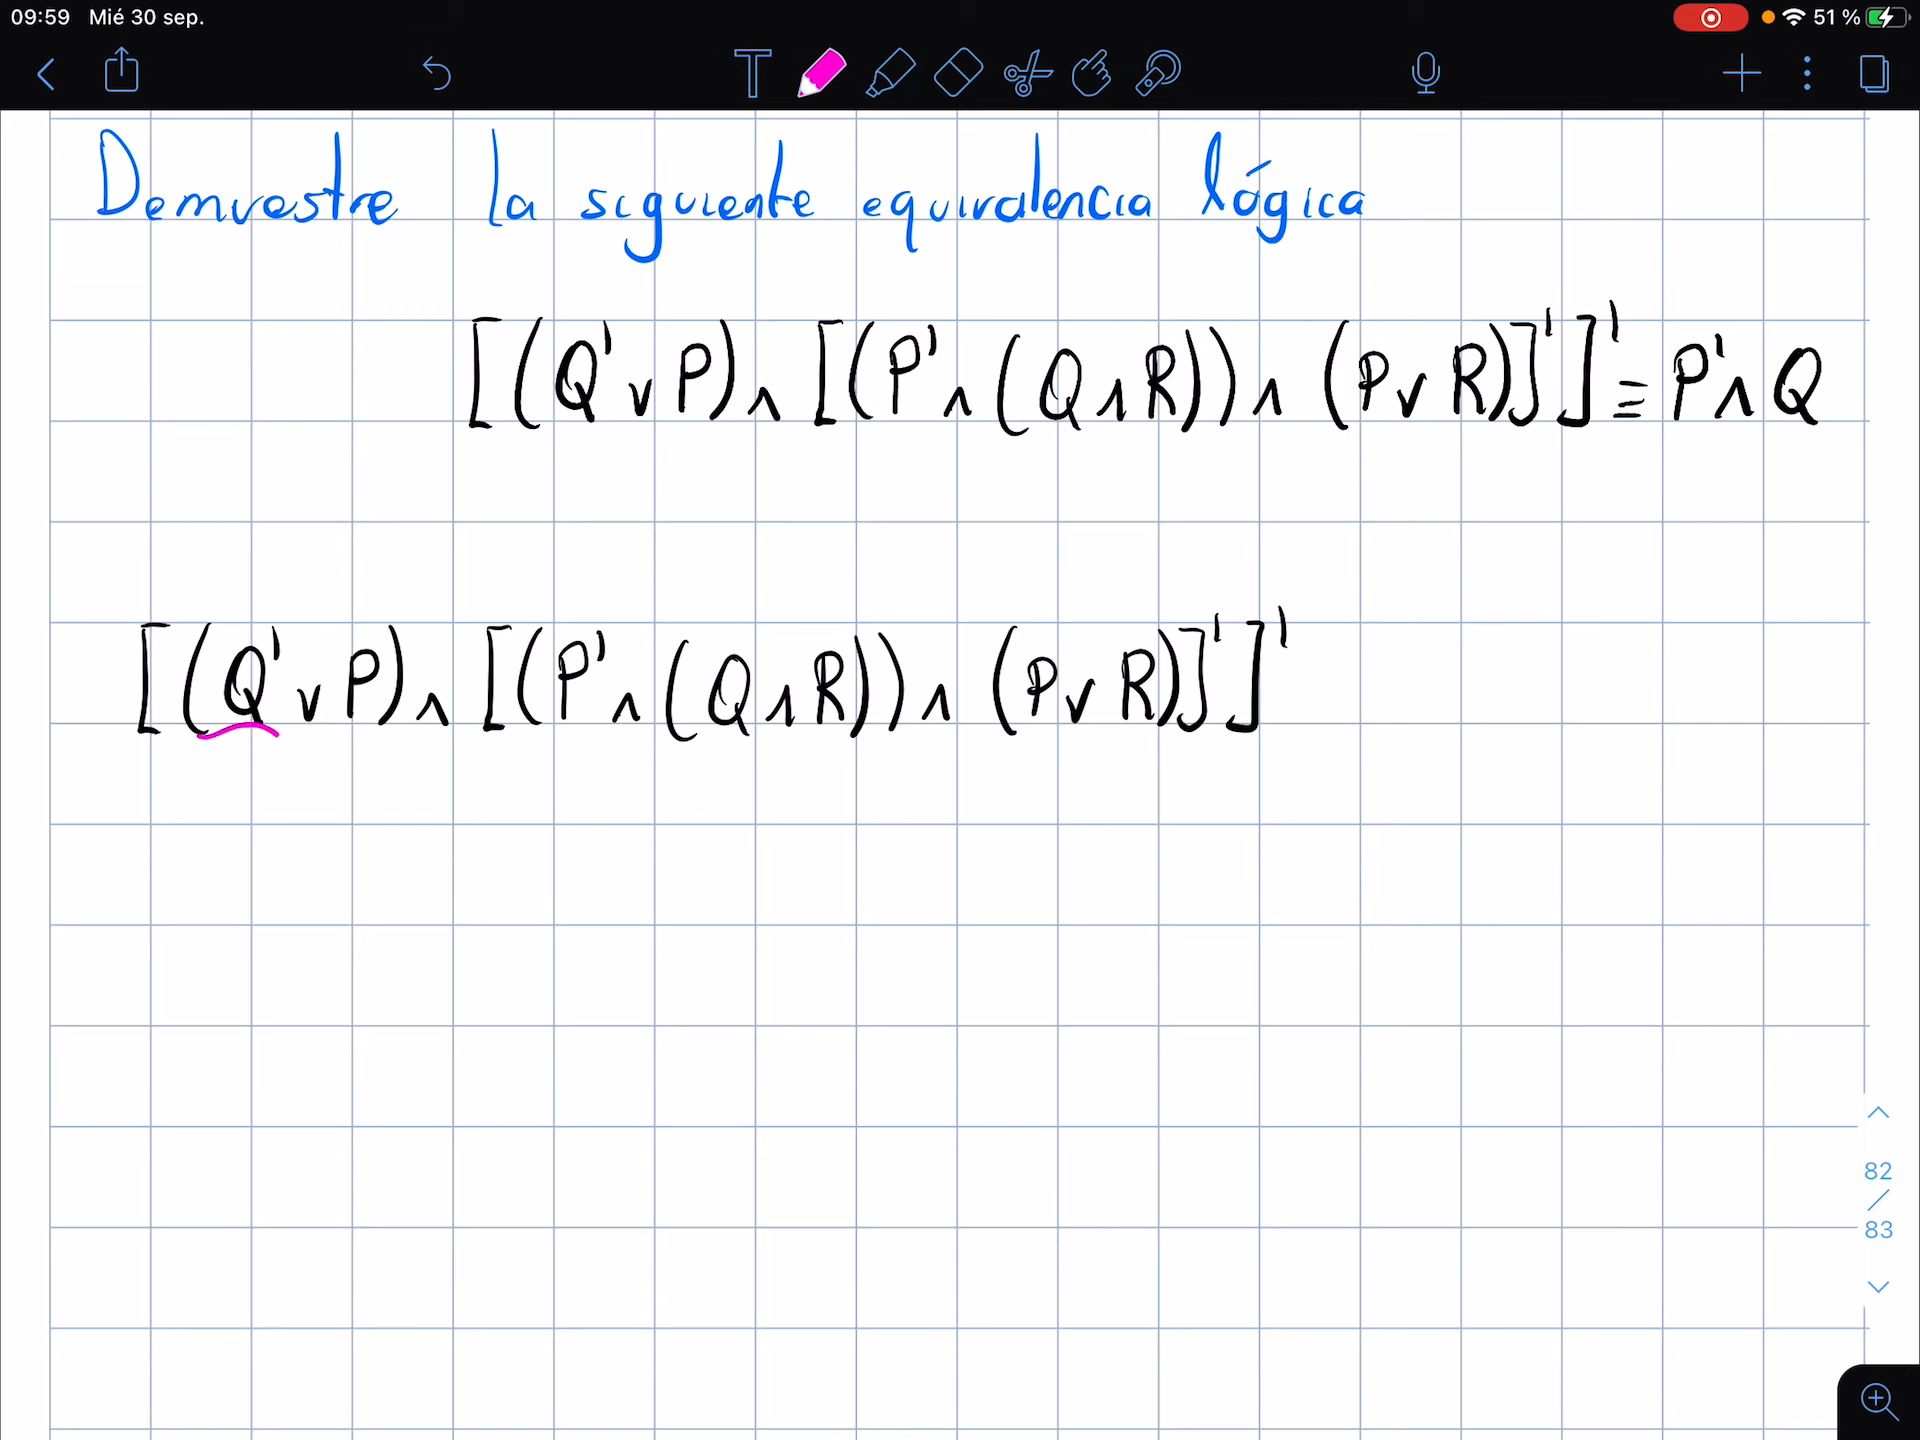 09:59 Mié 30 sep. 51 %
T
Demuestre la siguiente equivalencia lógica
[(Q' ∨ P) ∧ [(P' ∧ (Q ∧ R)) ∧ (P ∨ R)]']' ≡ P' ∧ Q
[(Q' ∨ P) ∧ [(P' ∧ (Q ∧ R)) ∧ (P ∨ R)]']'
82
/
83